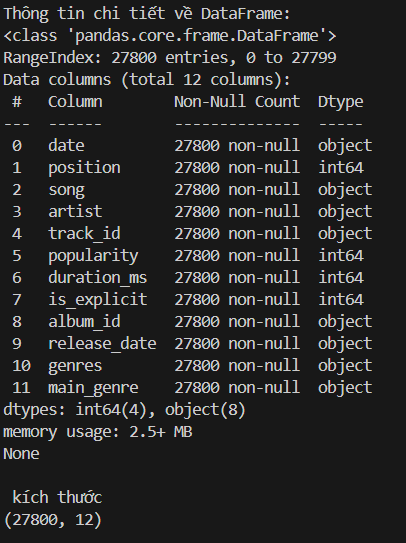 Thông tin chi tiết về DataFrame:
<class 'pandas.core.frame.DataFrame'>
RangeIndex: 27800 entries, 0 to 27799
Data columns (total 12 columns):
 #   Column        Non-Null Count  Dtype
---  ------        --------------  -----
 0   date          27800 non-null  object
 1   position      27800 non-null  int64
 2   song          27800 non-null  object
 3   artist        27800 non-null  object
 4   track_id      27800 non-null  object
 5   popularity    27800 non-null  int64
 6   duration_ms   27800 non-null  int64
 7   is_explicit   27800 non-null  int64
 8   album_id      27800 non-null  object
 9   release_date  27800 non-null  object
 10  genres        27800 non-null  object
 11  main_genre    27800 non-null  object
dtypes: int64(4), object(8)
memory usage: 2.5+ MB
None

 kích thước
(27800, 12)